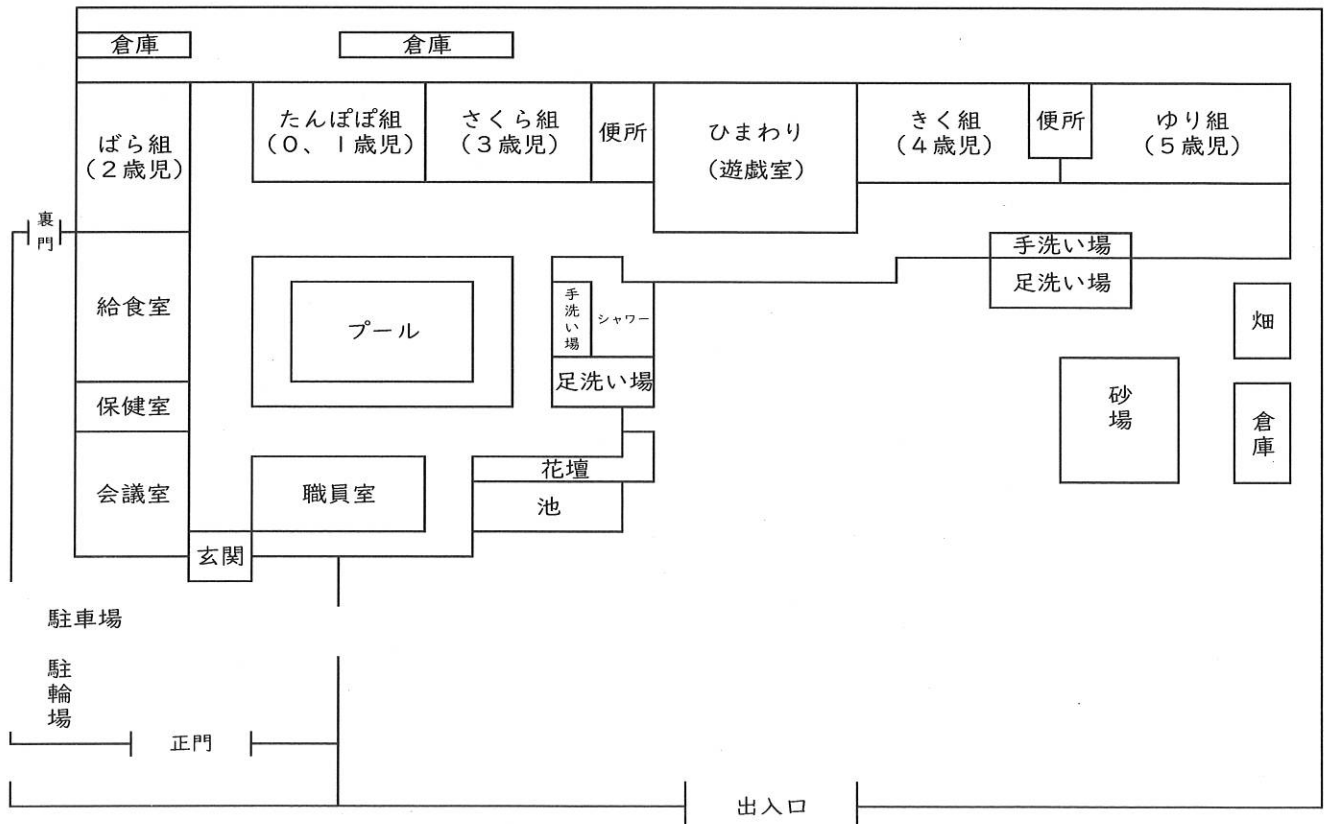 倉庫
倉庫
ばら組
(2歳児)
たんぽぽ組
(0、1歳児)
さくら組
(3歳児)
便所
ひまわり
(遊戯室)
きく組
(4歳児)
便所
ゆり組
(5歳児)
裏門
手洗い場
足洗い場
給食室
プール
手洗い場
シャワー
足洗い場
畑
保健室
砂場
倉庫
会議室
職員室
花壇
池
玄関
駐車場
駐輪場
正門
出入口